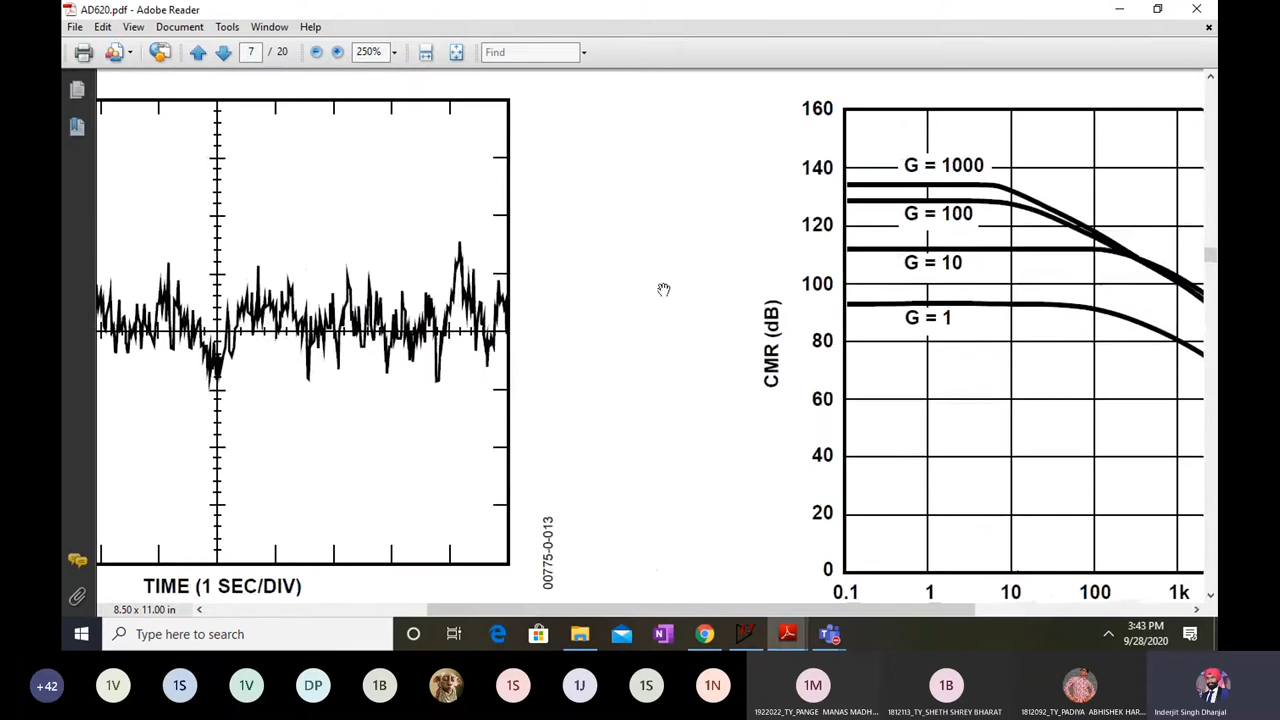 AD620.pdf - Adobe Reader
File Edit View Document Tools Window Help
7 / 20 250% Find
160
140
120
100
80
60
40
20
0
CMR (dB)
G = 1000
G = 100
G = 10
G = 1
0.1 1 10 100 1k
00775-0-013
TIME (1 SEC/DIV)
8.50 x 11.00 in
Type here to search
3:43 PM
9/28/2020
+42 1V 1S 1V DP 1B 1S 1J 1S 1N 1M 1B
1922022_TY_PANGE MANAS MADH...
1812113_TY_SHETH SHREY BHARAT
1812092_TY_PADIYA ABHISHEK HAR...
Inderjit Singh Dhanjal